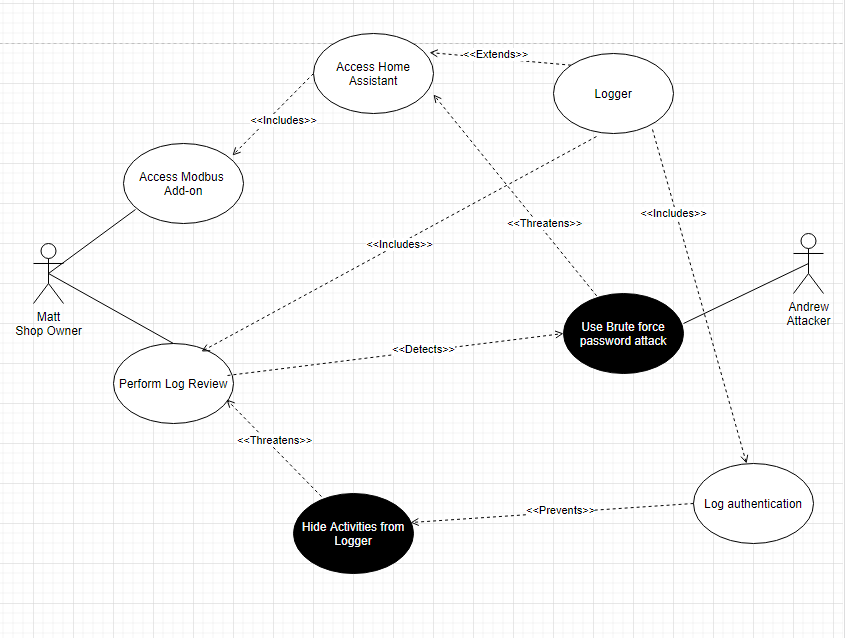 <<Extends>>
Access Home
Assistant
Logger
<<Includes>>
Access Modbus
Add-on
<<Includes>>
<<Threatens>>
<<Includes>>
Matt
Shop Owner
Andrew
Attacker
Use Brute force
password attack
<<Detects>>
Perform Log Review
<<Threatens>>
Log authentication
<<Prevents>>
Hide Activities from
Logger